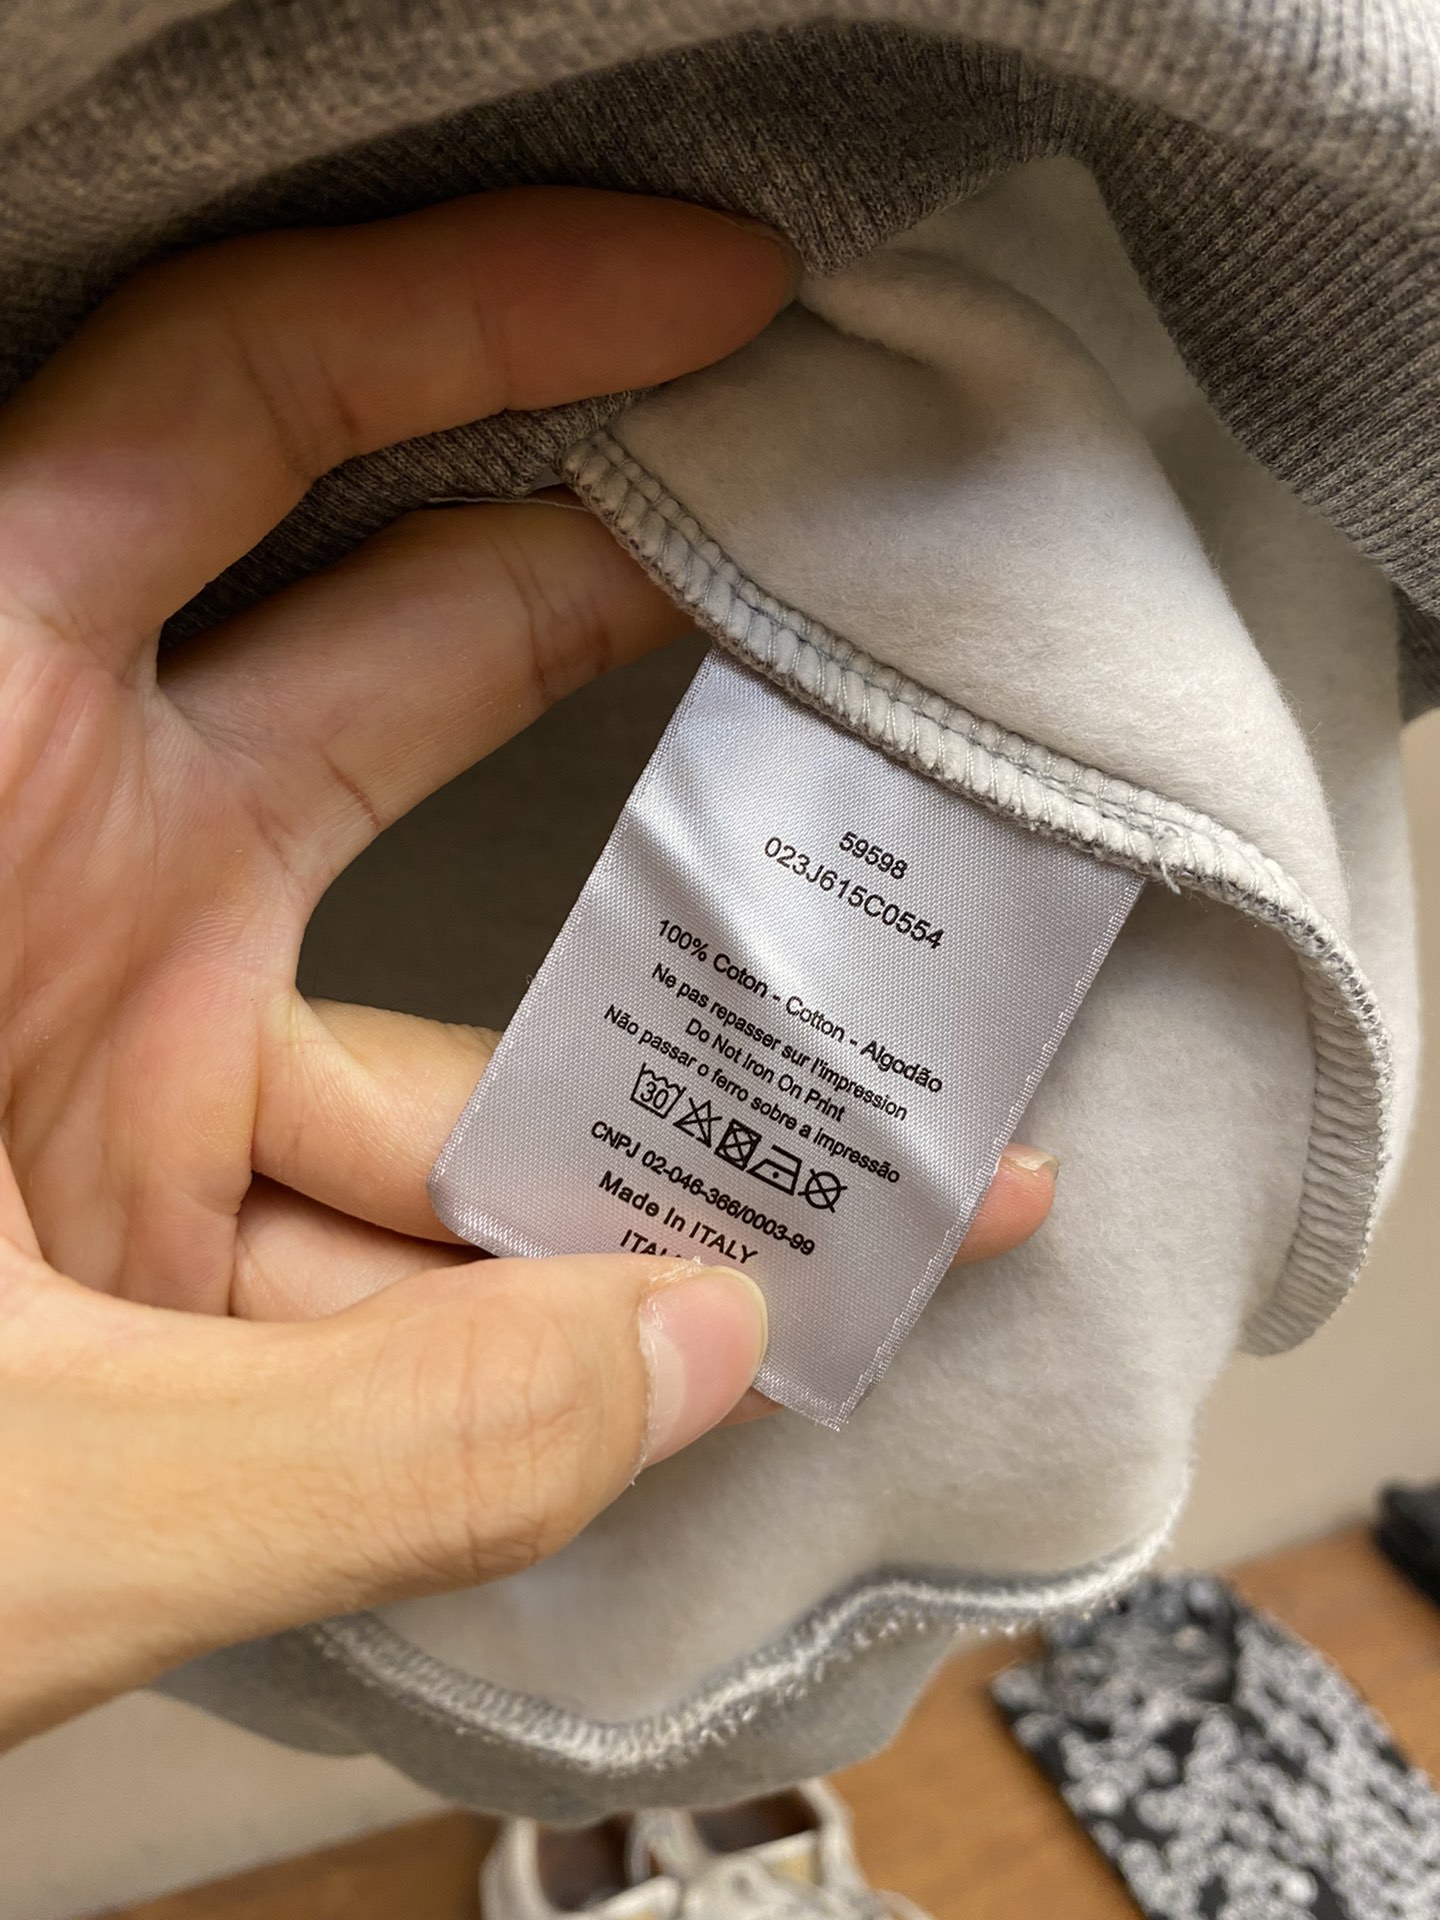 59598
023J615C0554
100% Coton - Cotton - Algodão
Ne pas repasser sur l'impression
Do Not Iron On Print
Não passar o ferro sobre a impressão
30
CNPJ 02-046-366/0003-99
Made In ITALY